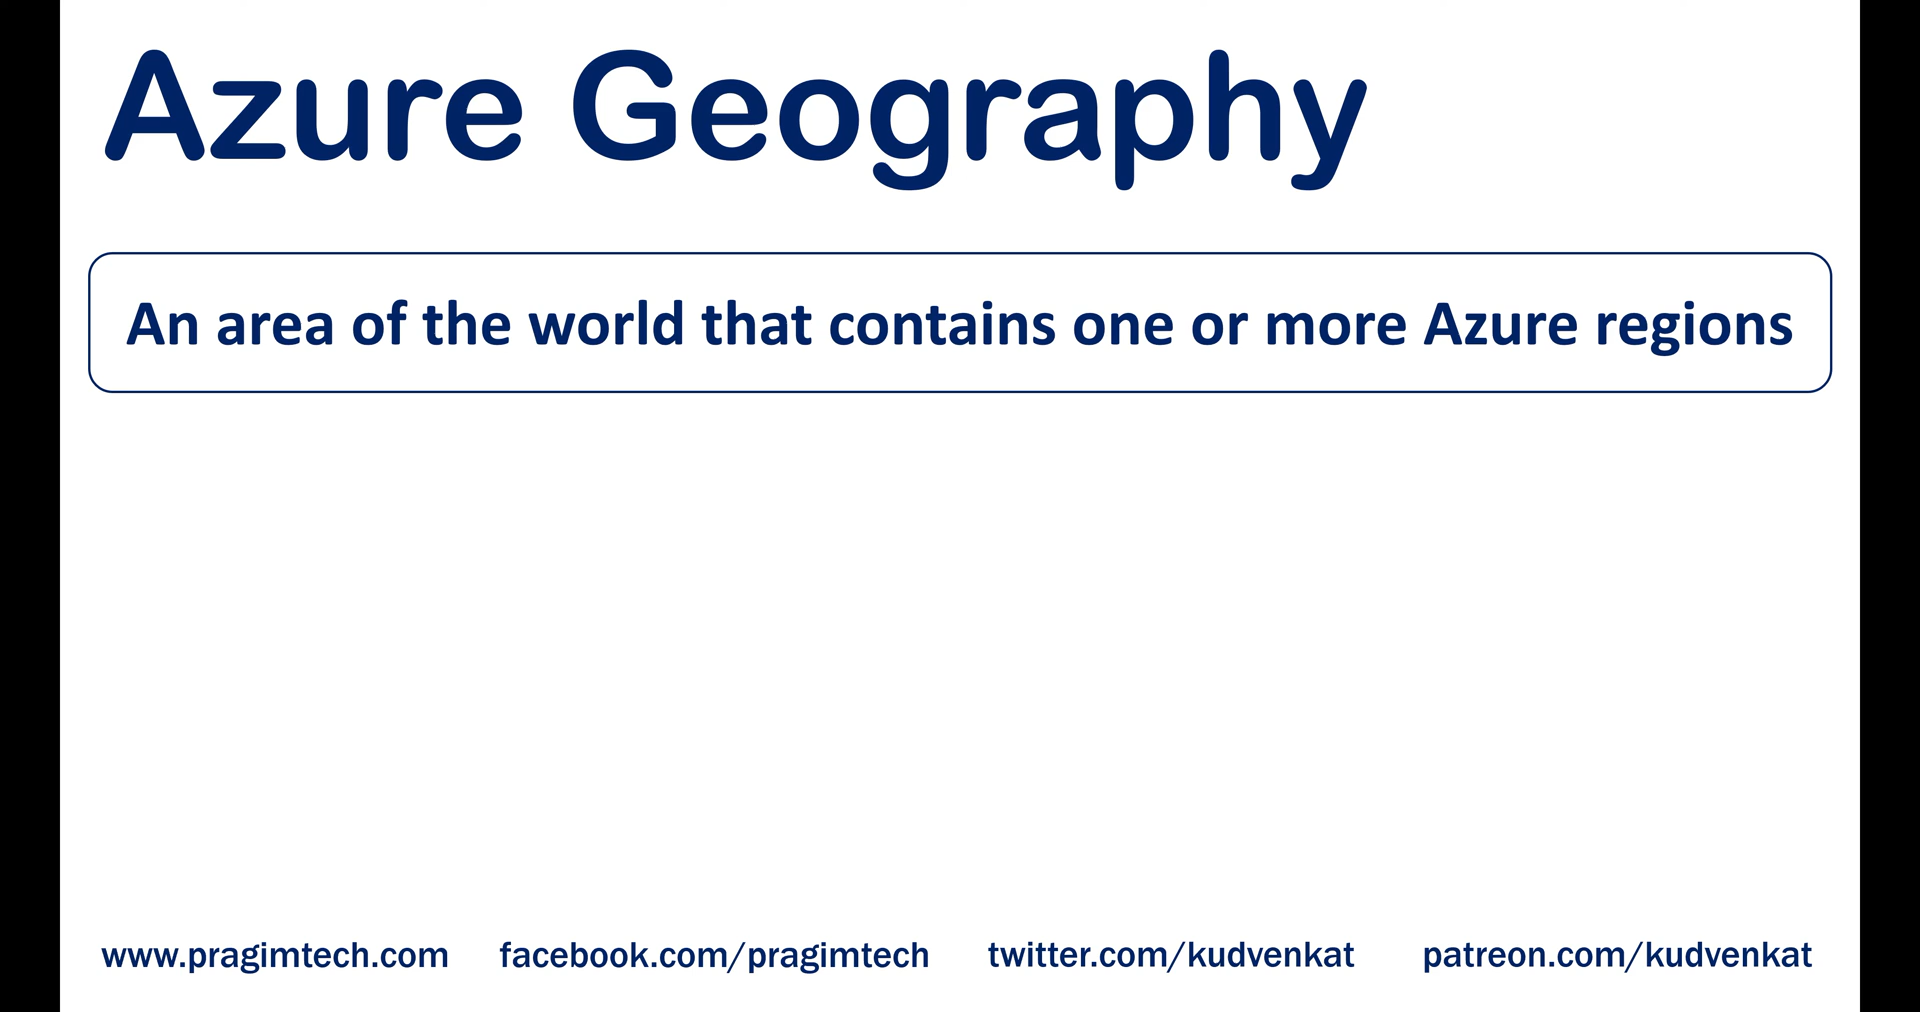 Azure Geography
An area of the world that contains one or more Azure regions
www.pragimtech.com facebook.com/pragimtech twitter.com/kudvenkat patreon.com/kudvenkat